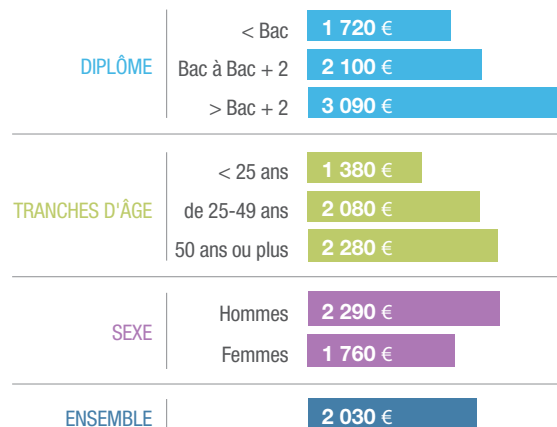 < Bac 1 720 €
DIPLÔME Bac à Bac + 2 2 100 €
> Bac + 2 3 090 €
< 25 ans 1 380 €
TRANCHES D'ÂGE de 25-49 ans 2 080 €
50 ans ou plus 2 280 €
Hommes 2 290 €
SEXE
Femmes 1 760 €
ENSEMBLE 2 030 €